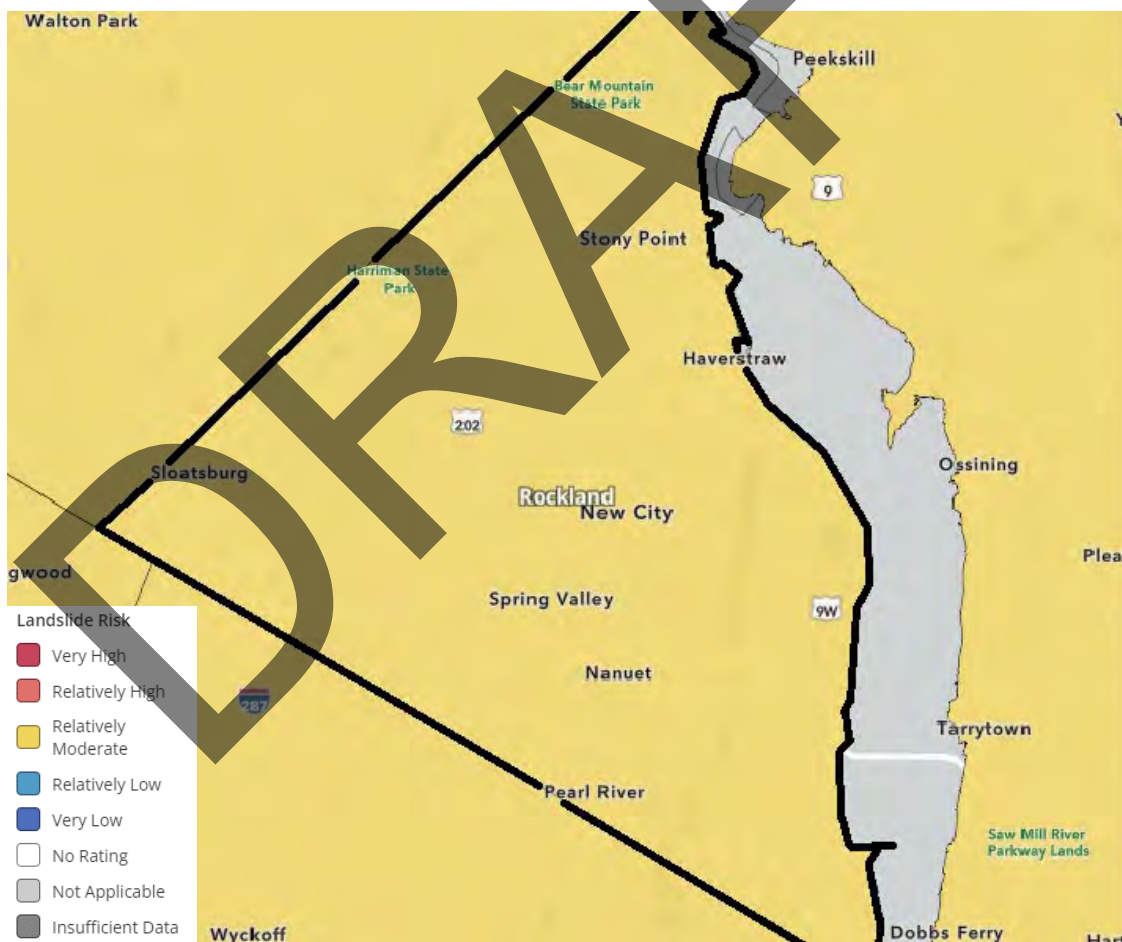 Walton Park
Peekskill
Bear Mountain
State Park
9
Stony Point
Harriman State
Park
Haverstraw
202
Sloatsburg
Ossining
Rockland
New City
Plea
gwood
Spring Valley
9W
Landslide Risk
Very High
Relatively High
Relatively
Moderate
Relatively Low
Very Low
No Rating
Not Applicable
Insufficient Data
Nanuet
287
Tarrytown
Pearl River
Saw Mill River
Parkway Lands
Wyckoff
Dobbs Ferry
Hart
DRA